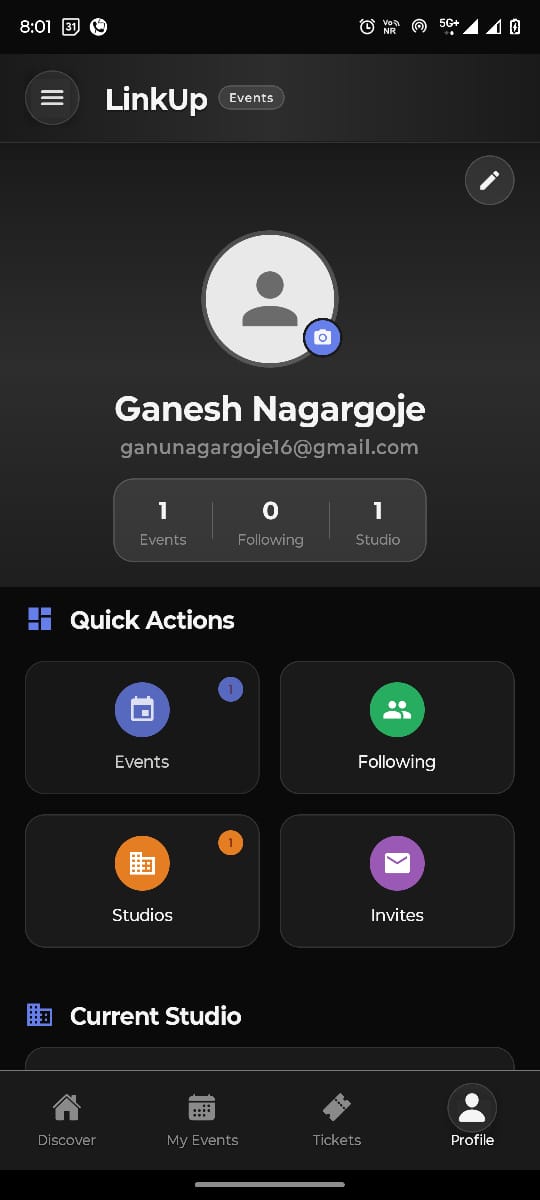 8:01 31 Vo NR 5G+
LinkUp Events
Ganesh Nagargoje
ganunagargoje16@gmail.com
1 0 1
Events Following Studio
Quick Actions
1
Events Following
1
Studios Invites
Current Studio
Discover My Events Tickets Profile